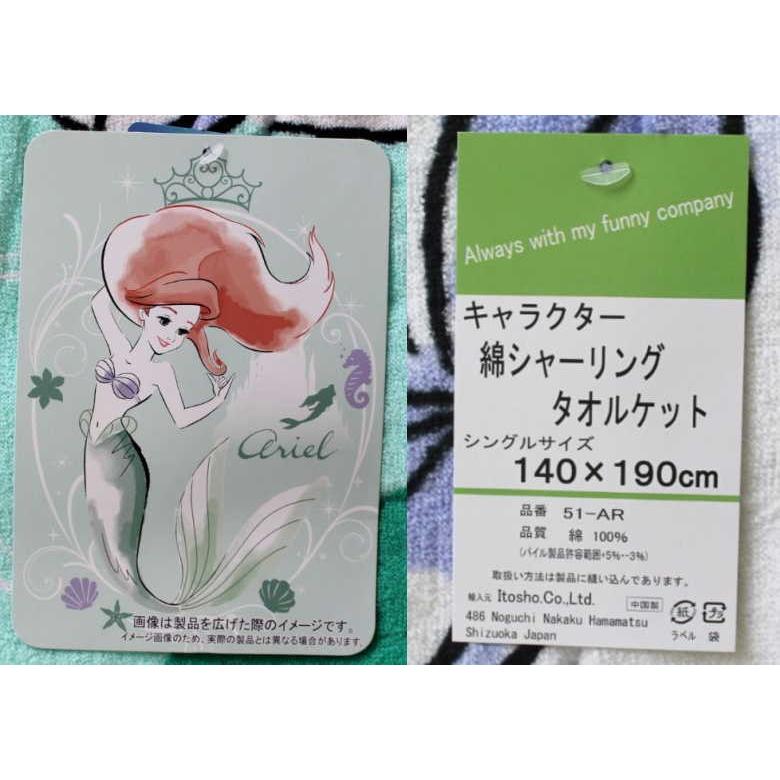 ariel
画像は製品を広げた際のイメージです。
イメージ画像のため、実際の製品とは異なる場合があります。
Always with my funny company
キャラクター
綿シャーリング
タオルケット
シングルサイズ
140×190cm
品番 51-AR
品質 綿 100%
(パイル製品許容範囲+5%~-3%)
取扱い方法は製品に縫い込んであります。
輸入元 Itosho.Co.,Ltd. 中国製
486 Noguchi Nakaku Hamamatsu
Shizuoka Japan
紙 プラ
ラベル 袋